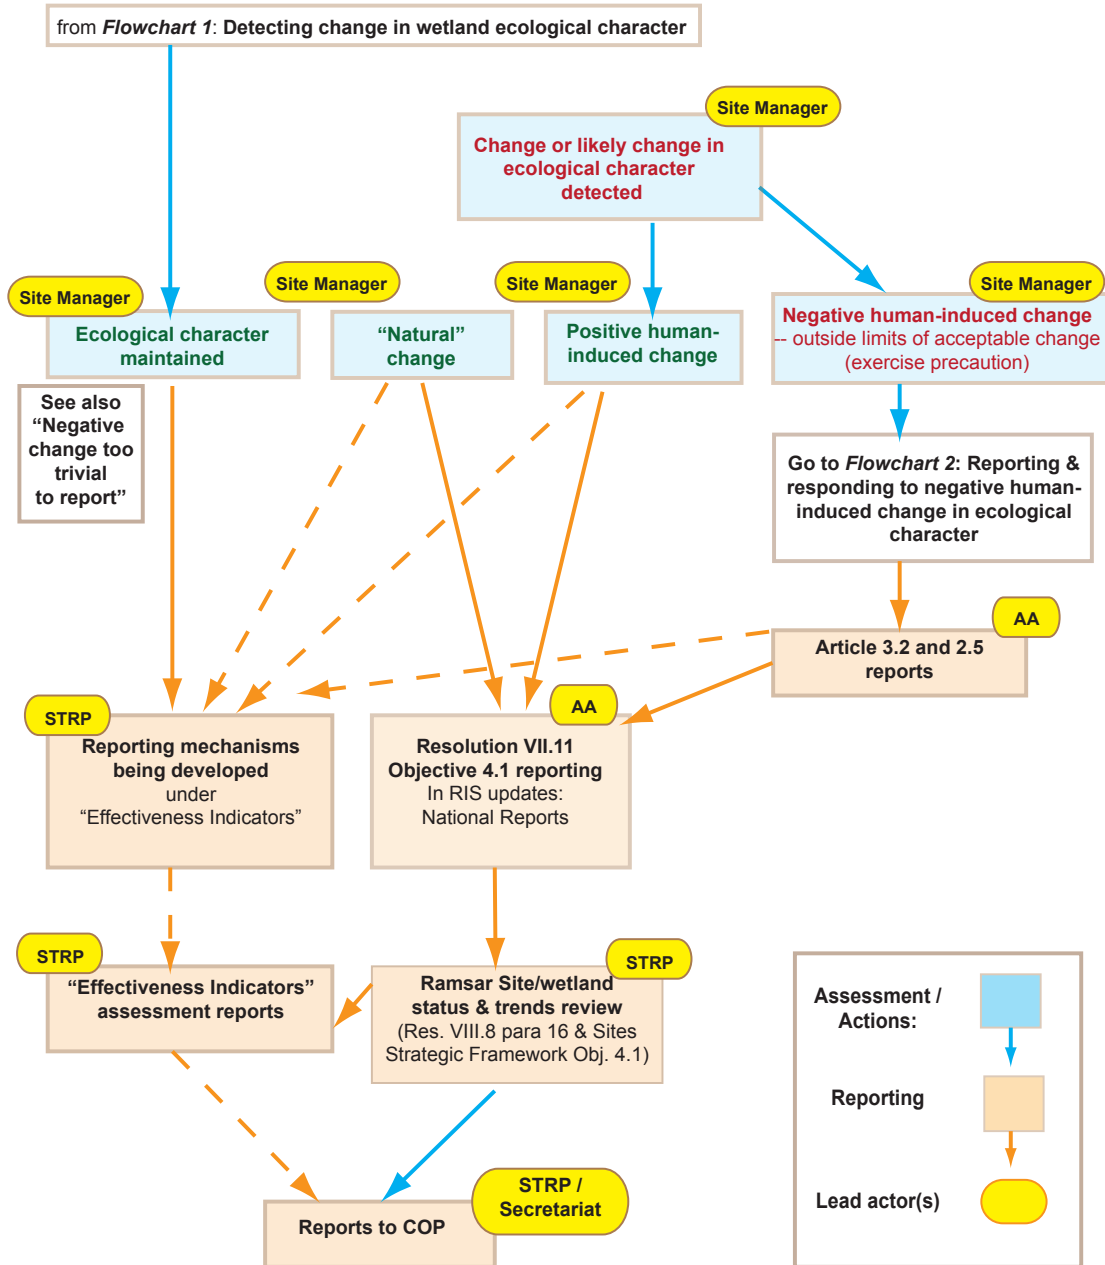 from Flowchart 1: Detecting change in wetland ecological character
Site Manager
Change or likely change in
ecological character
detected
Site Manager
Ecological character
maintained
Site Manager
“Natural”
change
Site Manager
Positive human-
induced change
Site Manager
Negative human-induced change
-- outside limits of acceptable change
(exercise precaution)
See also
“Negative
change too
trivial
to report”
Go to Flowchart 2: Reporting &
responding to negative human-
induced change in ecological
character
AA
Article 3.2 and 2.5
reports
STRP
Reporting mechanisms
being developed
under
“Effectiveness Indicators”
AA
Resolution VII.11
Objective 4.1 reporting
In RIS updates:
National Reports
STRP
“Effectiveness Indicators”
assessment reports
STRP
Ramsar Site/wetland
status & trends review
(Res. VIII.8 para 16 & Sites
Strategic Framework Obj. 4.1)
STRP /
Secretariat
Reports to COP
Assessment /
Actions:
Reporting
Lead actor(s)